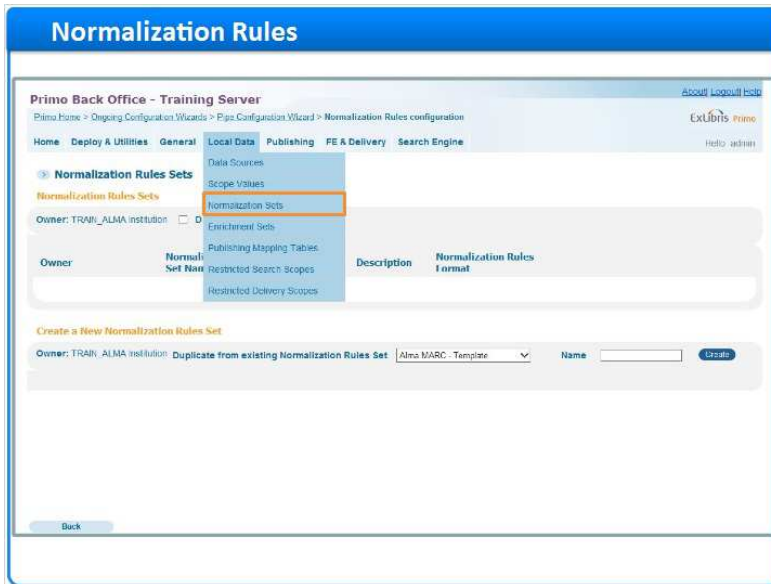 Normalization Rules
About Logout Help
Primo Back Office - Training Server
Primo Home > Ongoing Configuration Wizards > Pipe Configuration Wizard > Normalization Rules configuration
ExLibris Primo
Home Deploy & Utilities General Local Data Publishing FE & Delivery Search Engine
Hello admin
Data Sources
Scope Values
Normalization Sets
Enrichment Sets
Publishing Mapping Tables
Restricted Search Scopes
Restricted Delivery Scopes
Normalization Rules Sets
Normalization Rules Sets
Owner: TRAIN_ALMA Institution D
Owner Normali Set Nam Description Normalization Rules Format
Create a New Normalization Rules Set
Owner: TRAIN_ALMA Institution Duplicate from existing Normalization Rules Set Alma MARC - Template Name Create
Back